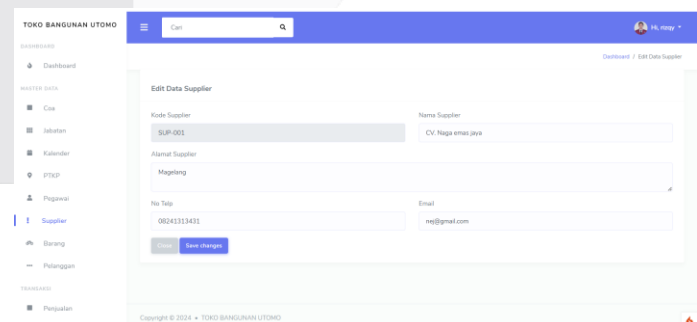 TOKO BANGUNAN UTOMO
Cari
Hi, rizqy
DASHBOARD
Dashboard
Dashboard / Edit Data Supplier
MASTER DATA
Coa
Jabatan
Kalender
PTKP
Pegawai
Supplier
Barang
Pelanggan
TRANSAKSI
Penjualan
Edit Data Supplier
Kode Supplier
Nama Supplier
SUP-001
CV. Naga emas jaya
Alamat Supplier
Magelang
No Telp
Email
08241313431
nej@gmail.com
Close
Save changes
Copyright © 2024 • TOKO BANGUNAN UTOMO